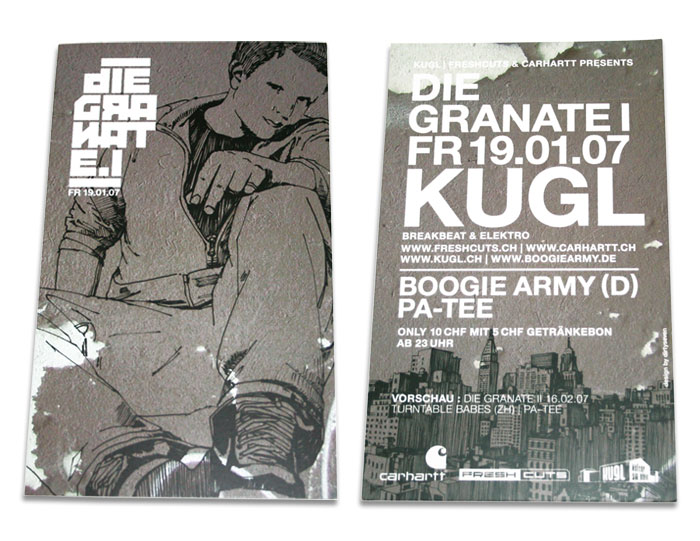 DIE
GRA
NAT
E.I
FR 19.01.07
KUGL | FRESHCUTS & CARHARTT PRESENTS
DIE
GRANATE I
FR 19.01.07
KUGL
BREAKBEAT & ELEKTRO
WWW.FRESHCUTS.CH | WWW.CARHARTT.CH
WWW.KUGL.CH | WWW.BOOGIEARMY.DE
BOOGIE ARMY (D)
PA-TEE
ONLY 10 CHF MIT 5 CHF GETRÄNKEBON
AB 23 UHR
design by dirtyseven
VORSCHAU : DIE GRANATE II 16.02.07
TURNTABLE BABES (ZH) | PA-TEE
carhartt FRESH CUTS KUGL